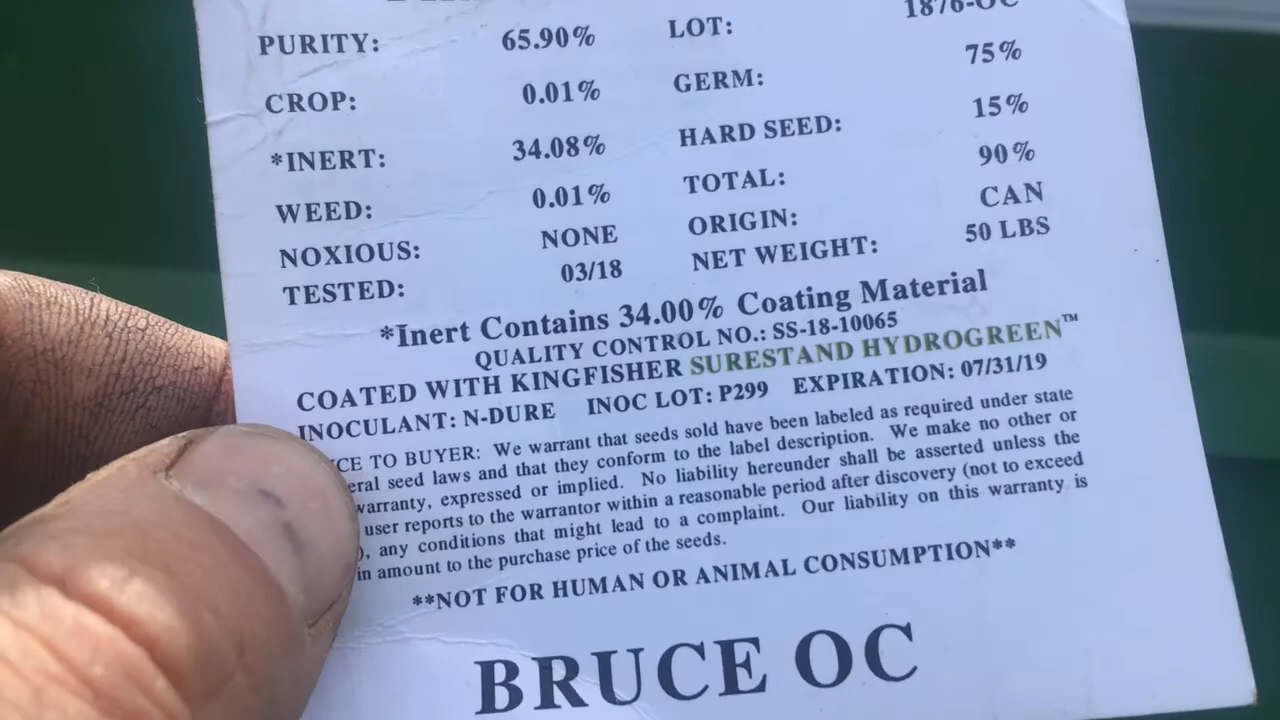 PURITY: 65.90% LOT: 1876-OC
CROP: 0.01% GERM: 75%
*INERT: 34.08% HARD SEED: 15%
WEED: 0.01% TOTAL: 90%
NOXIOUS: NONE ORIGIN: CAN
TESTED: 03/18 NET WEIGHT: 50 LBS
*Inert Contains 34.00% Coating Material
QUALITY CONTROL NO.: SS-18-10065
COATED WITH KINGFISHER SURESTAND HYDROGREEN™
INOCULANT: N-DURE INOC LOT: P299 EXPIRATION: 07/31/19
CE TO BUYER: We warrant that seeds sold have been labeled as required under state
eral seed laws and that they conform to the label description. We make no other or
warranty, expressed or implied. No liability hereunder shall be asserted unless the
user reports to the warrantor within a reasonable period after discovery (not to exceed
), any conditions that might lead to a complaint. Our liability on this warranty is
in amount to the purchase price of the seeds.
**NOT FOR HUMAN OR ANIMAL CONSUMPTION**
BRUCE OC